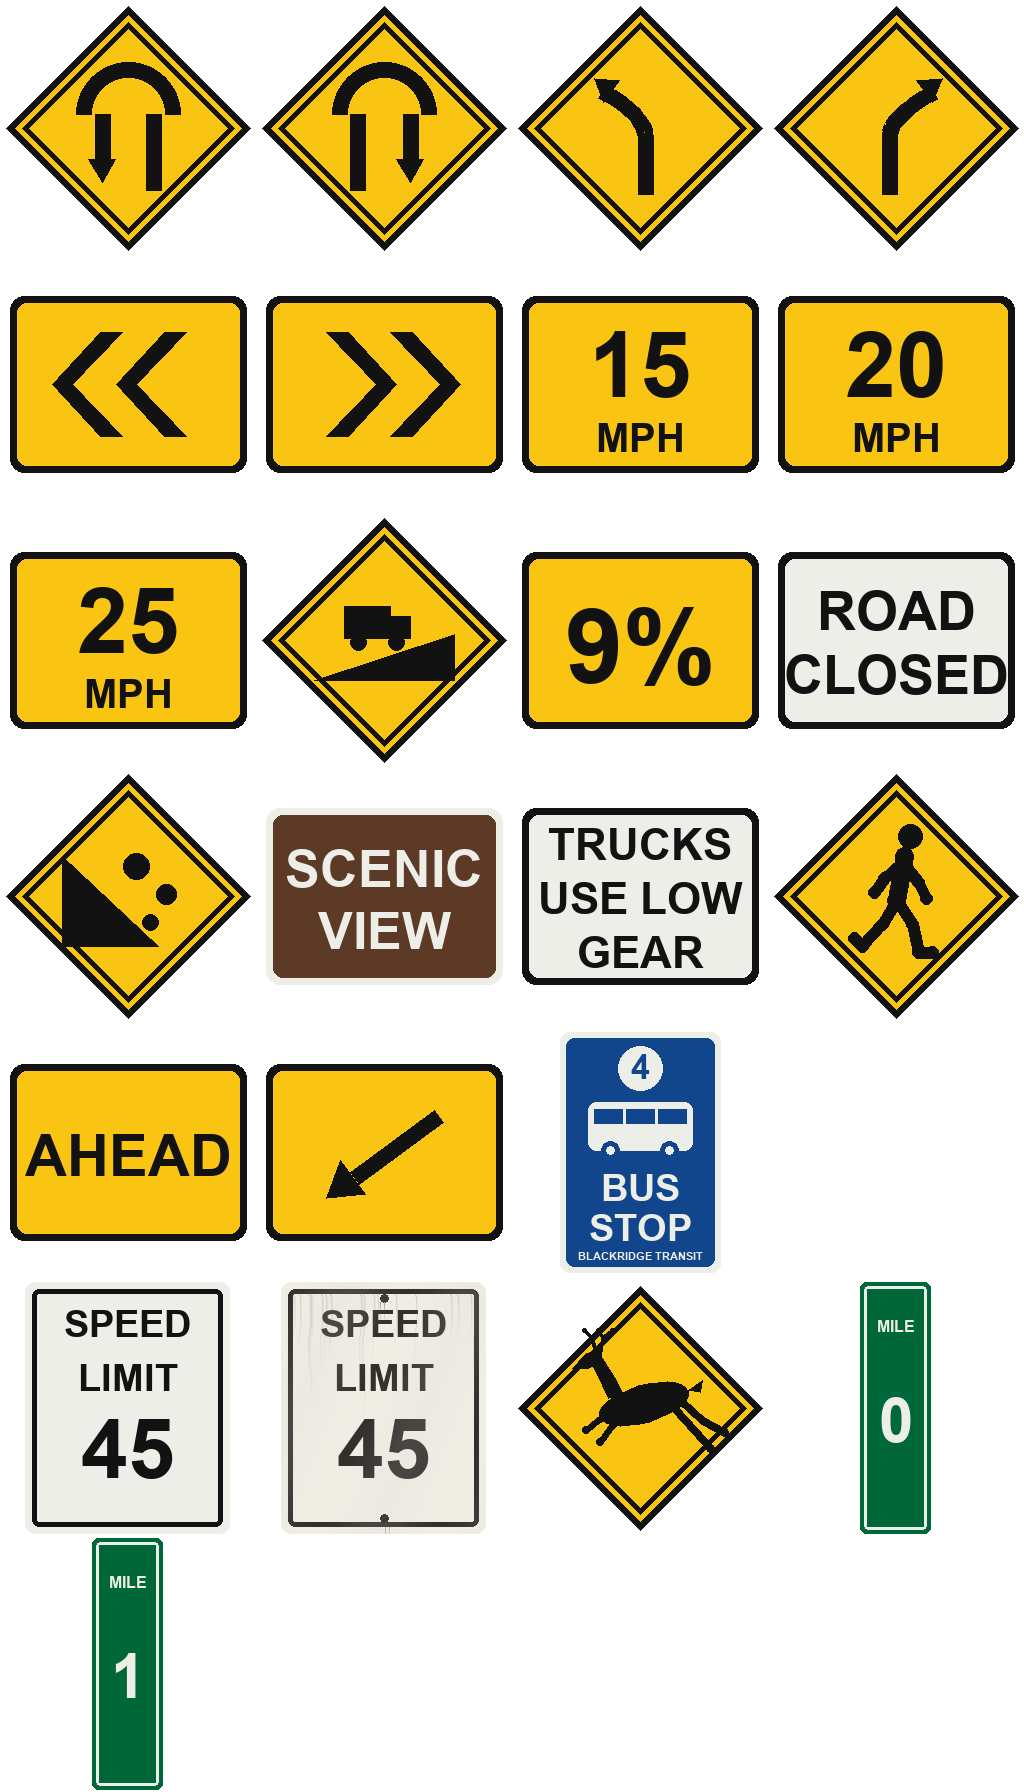 15
MPH
20
MPH
25
MPH
9%
ROAD
CLOSED
SCENIC
VIEW
TRUCKS
USE LOW
GEAR
AHEAD
4
BUS
STOP
BLACKRIDGE TRANSIT
SPEED
LIMIT
45
SPEED
LIMIT
45
MILE
0
MILE
1